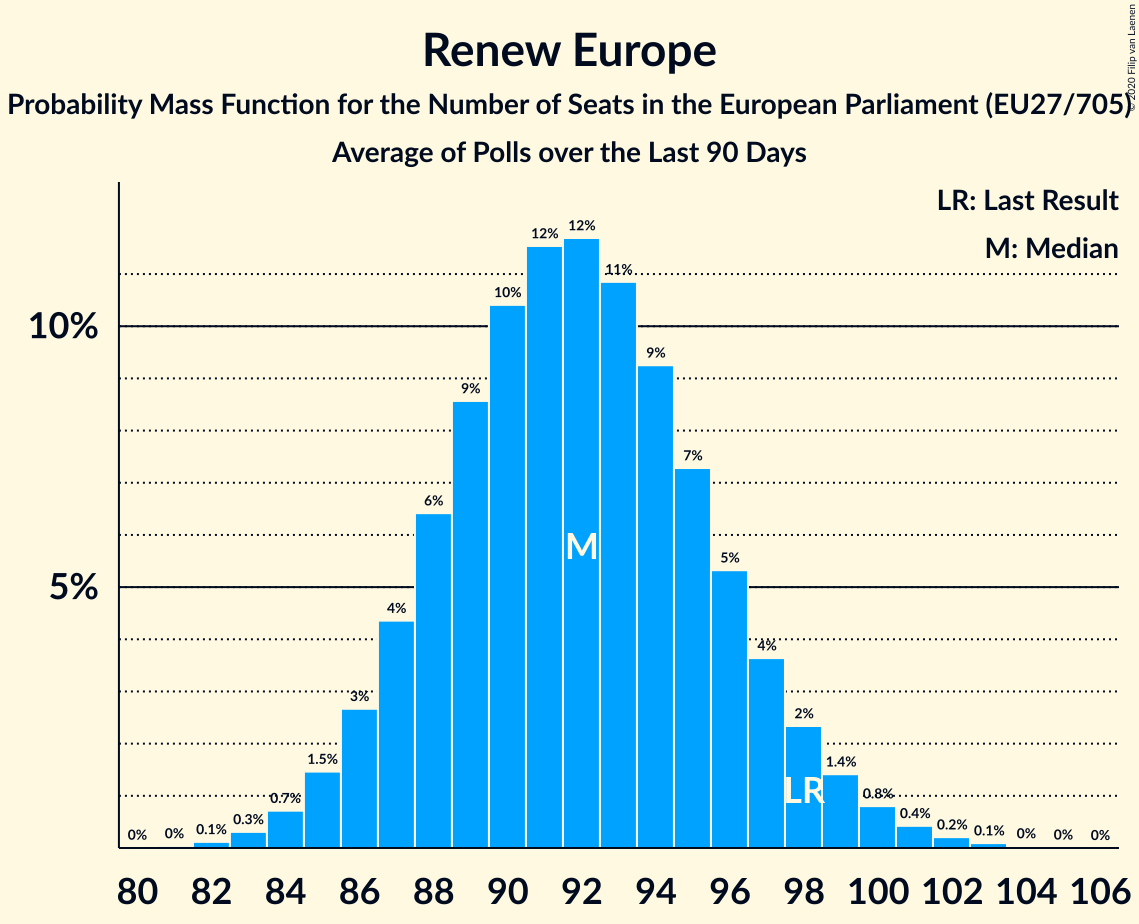 Renew Europe
Probability Mass Function for the Number of Seats in the European Parliament (EU27/705)
Average of Polls over the Last 90 Days
© 2020 Filip van Laenen
LR: Last Result
M: Median
10%
5%
0% 0% 0.1% 0.3% 0.7% 1.5% 3% 4% 6% 9% 10% 12% 12% 11% 9% 7% 5% 4% 2% 1.4% 0.8% 0.4% 0.2% 0.1% 0% 0% 0%
M
LR
80 82 84 86 88 90 92 94 96 98 100 102 104 106